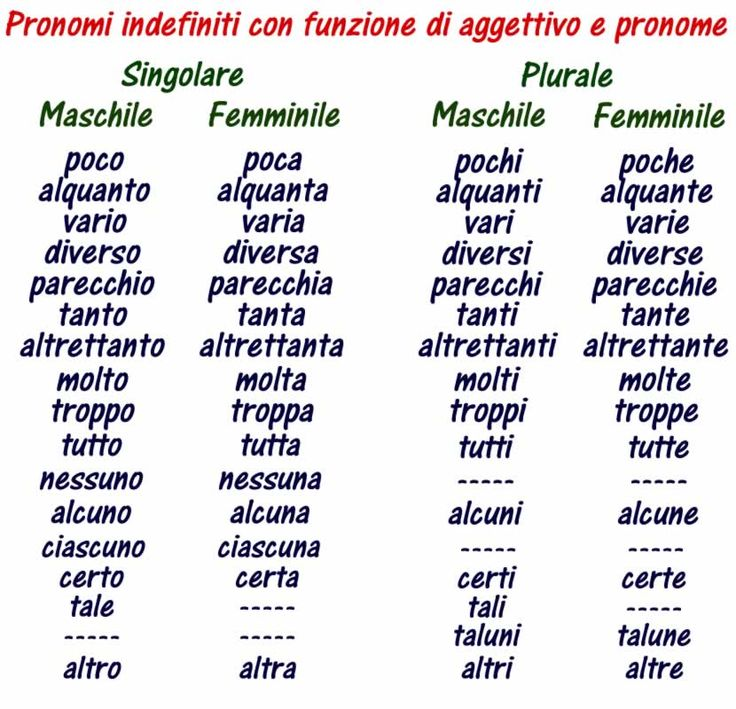 Pronomi indefiniti con funzione di aggettivo e pronome
Singolare Plurale
Maschile Femminile Maschile Femminile
poco poca pochi poche
alquanto alquanta alquanti alquante
vario varia vari varie
diverso diversa diversi diverse
parecchio parecchia parecchi parecchie
tanto tanta tanti tante
altrettanto altrettanta altrettanti altrettante
molto molta molti molte
troppo troppa troppi troppe
tutto tutta tutti tutte
nessuno nessuna ----- -----
alcuno alcuna alcuni alcune
ciascuno ciascuna ----- -----
certo certa certi certe
tale ----- tali -----
----- ----- taluni talune
altro altra altri altre